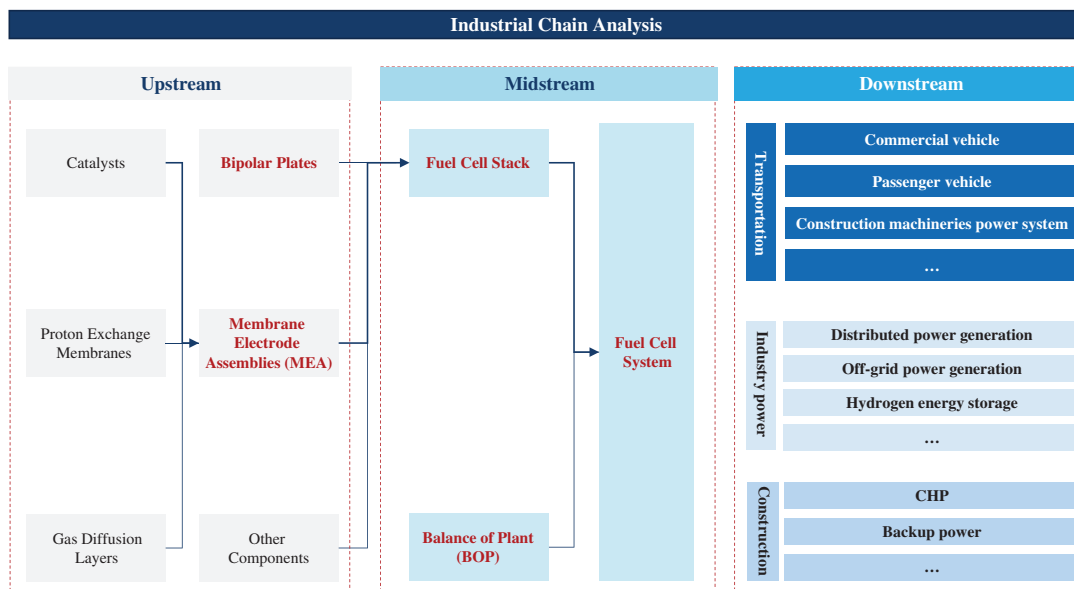 Industrial Chain Analysis
Upstream
Catalysts
Bipolar Plates
Proton Exchange
Membranes
Membrane
Electrode
Assemblies (MEA)
Gas Diffusion
Layers
Other
Components
Midstream
Fuel Cell Stack
Balance of Plant
(BOP)
Fuel Cell
System
Downstream
Transportation
Commercial vehicle
Passenger vehicle
Construction machineries power system
…
Industry power
Distributed power generation
Off-grid power generation
Hydrogen energy storage
…
Construction
CHP
Backup power
…